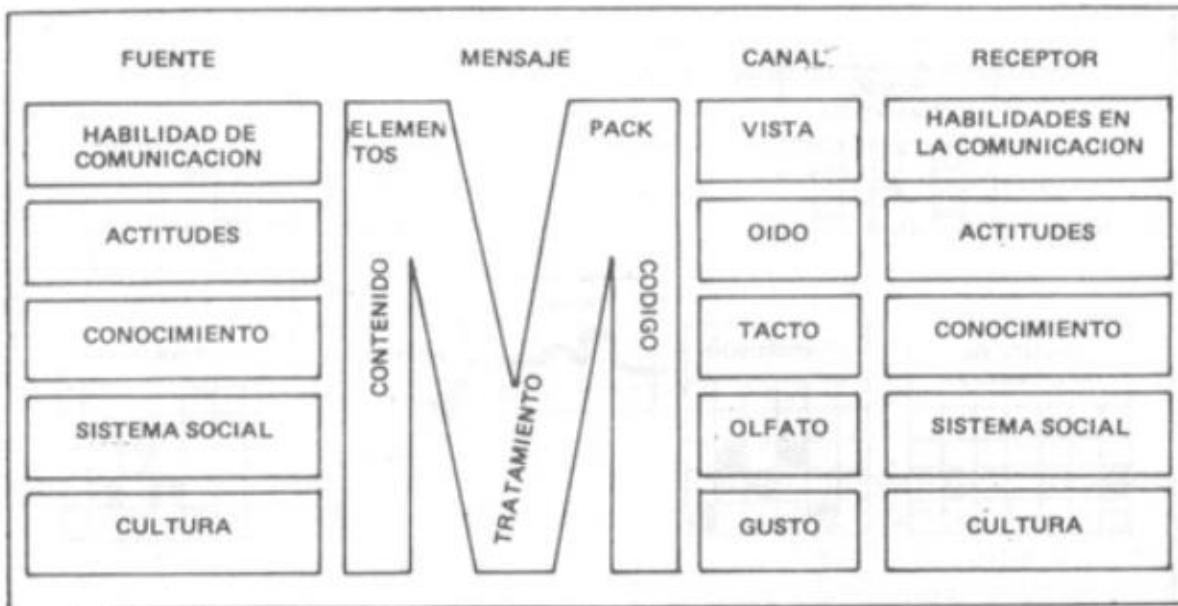 FUENTE
MENSAJE
CANAL
RECEPTOR
HABILIDAD DE
COMUNICACION
ACTITUDES
CONOCIMIENTO
SISTEMA SOCIAL
CULTURA
ELEMEN
TOS
PACK
CONTENIDO
TRATAMIENTO
CODIGO
VISTA
OIDO
TACTO
OLFATO
GUSTO
HABILIDADES EN
LA COMUNICACION
ACTITUDES
CONOCIMIENTO
SISTEMA SOCIAL
CULTURA